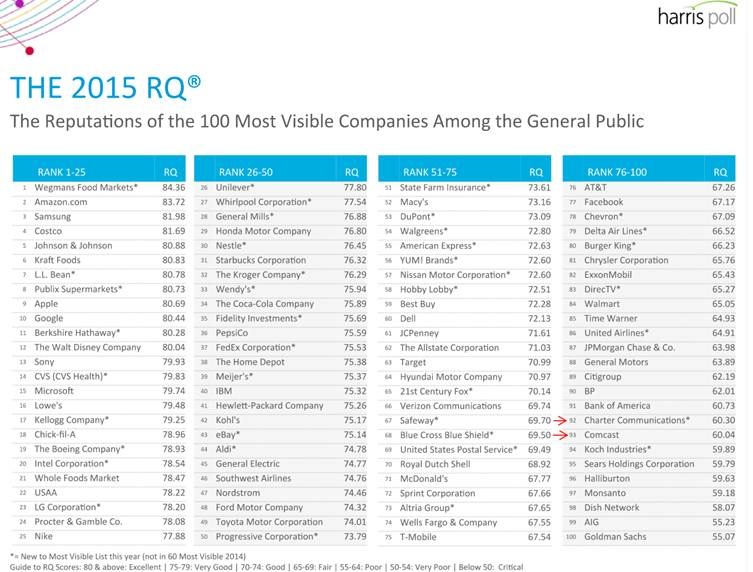 harris poll
THE 2015 RQ®
The Reputations of the 100 Most Visible Companies Among the General Public
RANK 1-25 RQ
1 Wegmans Food Markets* 84.36
2 Amazon.com 83.72
3 Samsung 81.98
4 Costco 81.69
5 Johnson & Johnson 80.88
6 Kraft Foods 80.83
7 L.L. Bean* 80.78
8 Publix Supermarkets* 80.73
9 Apple 80.69
10 Google 80.44
11 Berkshire Hathaway* 80.28
12 The Walt Disney Company 80.04
13 Sony 79.93
14 CVS (CVS Health)* 79.83
15 Microsoft 79.74
16 Lowe's 79.48
17 Kellogg Company* 79.25
18 Chick-fil-A 78.96
19 The Boeing Company* 78.93
20 Intel Corporation* 78.54
21 Whole Foods Market 78.47
22 USAA 78.22
23 LG Corporation* 78.20
24 Procter & Gamble Co. 78.08
25 Nike 77.88
RANK 26-50 RQ
26 Unilever* 77.80
27 Whirlpool Corporation* 77.54
28 General Mills* 76.88
29 Honda Motor Company 76.80
30 Nestle* 76.45
31 Starbucks Corporation 76.32
32 The Kroger Company* 76.29
33 Wendy's* 75.94
34 The Coca-Cola Company 75.89
35 Fidelity Investments* 75.69
36 PepsiCo 75.59
37 FedEx Corporation* 75.53
38 The Home Depot 75.38
39 Meijer's* 75.37
40 IBM 75.32
41 Hewlett-Packard Company 75.26
42 Kohl's 75.17
43 eBay* 75.14
44 Aldi* 74.78
45 General Electric 74.77
46 Southwest Airlines 74.76
47 Nordstrom 74.46
48 Ford Motor Company 74.32
49 Toyota Motor Corporation 74.01
50 Progressive Corporation* 73.79
RANK 51-75 RQ
51 State Farm Insurance* 73.61
52 Macy's 73.16
53 DuPont* 73.09
54 Walgreens* 72.80
55 American Express* 72.63
56 YUM! Brands* 72.60
57 Nissan Motor Corporation* 72.60
58 Hobby Lobby* 72.51
59 Best Buy 72.28
60 Dell 72.13
61 JCPenney 71.61
62 The Allstate Corporation 71.03
63 Target 70.99
64 Hyundai Motor Company 70.97
65 21st Century Fox* 70.14
66 Verizon Communications 69.74
67 Safeway* 69.70
68 Blue Cross Blue Shield* 69.50
69 United States Postal Service* 69.49
70 Royal Dutch Shell 68.92
71 McDonald's 67.77
72 Sprint Corporation 67.66
73 Altria Group* 67.65
74 Wells Fargo & Company 67.55
75 T-Mobile 67.54
RANK 76-100 RQ
76 AT&T 67.26
77 Facebook 67.17
78 Chevron* 67.09
79 Delta Air Lines* 66.52
80 Burger King* 66.23
81 Chrysler Corporation 65.76
82 ExxonMobil 65.43
83 DirecTV* 65.27
84 Walmart 65.05
85 Time Warner 64.93
86 United Airlines* 64.91
87 JPMorgan Chase & Co. 63.98
88 General Motors 63.89
89 Citigroup 62.19
90 BP 62.01
91 Bank of America 60.73
92 Charter Communications* 60.30
93 Comcast 60.04
94 Koch Industries* 59.89
95 Sears Holdings Corporation 59.79
96 Halliburton 59.63
97 Monsanto 59.18
98 Dish Network 58.07
99 AIG 55.23
100 Goldman Sachs 55.07
*= New to Most Visible List this year (not in 60 Most Visible 2014)
Guide to RQ Scores: 80 & above: Excellent | 75-79: Very Good | 70-74: Good | 65-69: Fair | 55-64: Poor | 50-54: Very Poor | Below 50; Critical